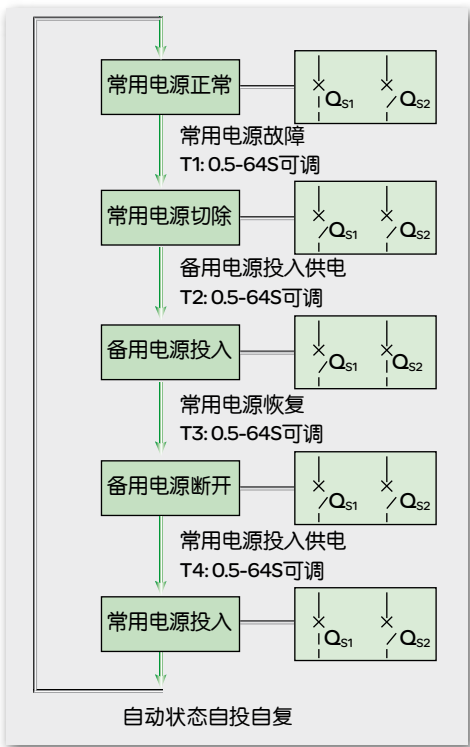 常用电源正常
QS1 QS2
常用电源故障
T1: 0.5-64S可调
常用电源切除
QS1 QS2
备用电源投入供电
T2: 0.5-64S可调
备用电源投入
QS1 QS2
常用电源恢复
T3: 0.5-64S可调
备用电源断开
QS1 QS2
常用电源投入供电
T4: 0.5-64S可调
常用电源投入
QS1 QS2
自动状态自投自复